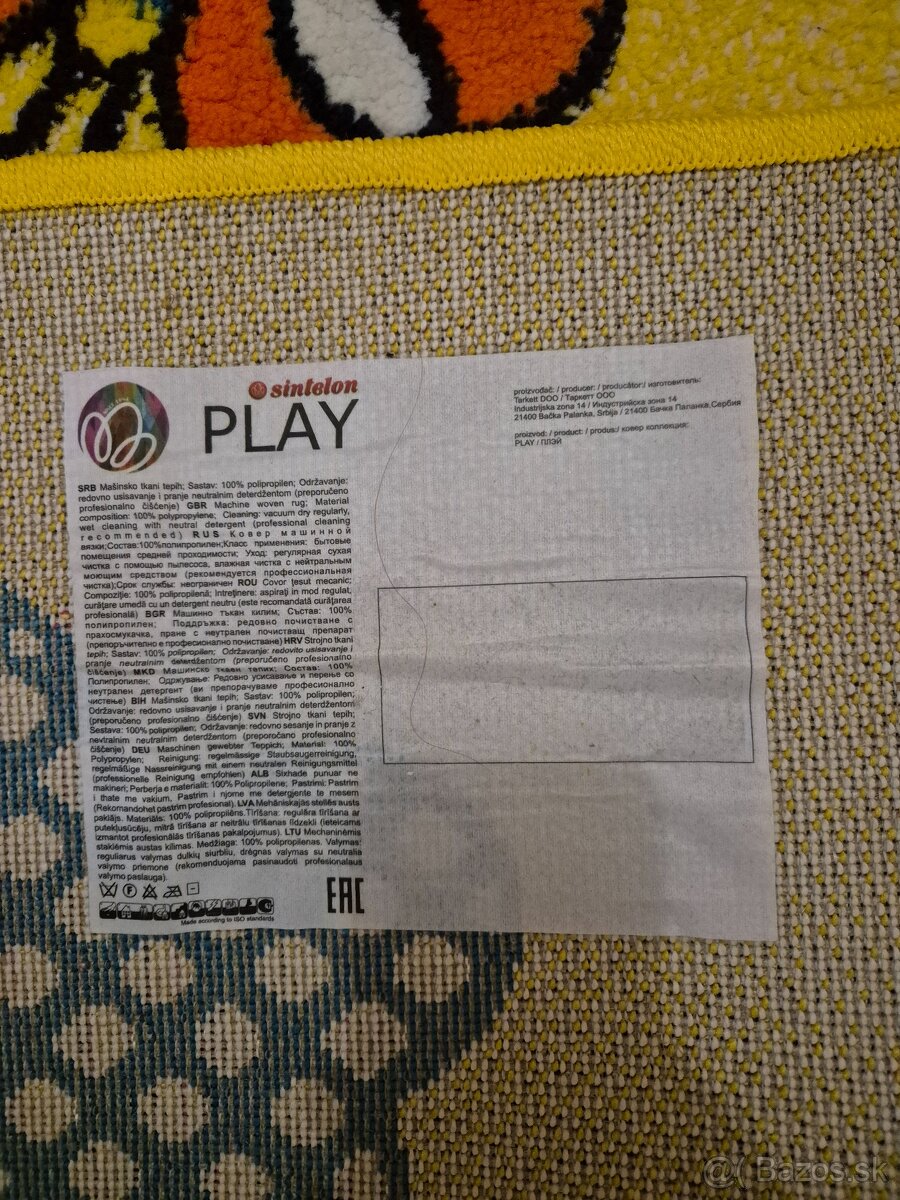 sintelon
PLAY
proizvođač: / producer: / producător:/ изготовитель:
Tarkett DOO / Таркетт ООО
Industrijska zona 14 / Индустрийска зона 14
21400 Bačka Palanka, Srbija / 21400 Бачка Паланка,Сербия
proizvod: / product: / produs:/ ковер коллекция:
PLAY / ПЛЭЙ
SRB Mašinsko tkani tepih; Sastav: 100% polipropilen; Održavanje:
redovno usisavanje i pranje neutralnim deterdžentom (preporučeno
profesionalno čišćenje) GBR Machine woven rug; Material
composition: 100% polypropylene; Cleaning: vacuum dry regularly,
wet cleaning with neutral detergent (professional cleaning
recommended) RUS Ковер машинной
вязки;Состав:100%полипропилен;Класс применения: бытовые
помещения средней проходимости; Уход: регулярная сухая
чистка с помощью пылесоса, влажная чистка с нейтральным
моющим средством (рекомендуется профессиональная
чистка);Срок службы: неограничен ROU Covor țesut mecanic;
Compoziție: 100% polipropilenă; Intreținere: aspirați in mod regulat,
curățare umedă cu un detergent neutru (este recomandată curățarea
profesională) BGR Машинно тъкан килим; Състав: 100%
полипропилен; Поддръжка: редовно почистване с
прахосмукачка, пране с неутрален почистващ препарат
(препоръчително е професионално почистване) HRV Strojno tkani
tepih; Sastav: 100% polipropilen; Održavanje: redovito usisavanje i
pranje neutralnim deterdžentom (preporučeno profesionalno
čišćenje) MKD Машинско ткаен тепих; Состав: 100%
Полипропилен; Одржување: Редовно усисавање и перење со
неутрален детергент (ви препорачуваме професионално
чистење) BIH Mašinsko tkani tepih; Sastav: 100% polipropilen,
Održavanje: redovno usisavanje i pranje neutralnim deterdžentom
(preporučeno profesionalno čišćenje) SVN Strojno tkani tepih;
Sestava: 100% polipropilen; Održavanje: redovno sesanje in pranje z
nevtralnim neutralnim deterdžentom (preporočano profesionalno
čiščenje) DEU Maschinen gewebter Teppich; Material: 100%
Polypropylen; Reinigung regelmässige Staubsaugerreinigung,
regelmäßige Nassreinigung mit einem neutralen Reinigungsmittel
(professionelle Reinigung empfohlen) ALB Sixhade punuar ne
makineri; Perberja e materialit: 100% Polipropilene; Pastrimi: Pastrim
i thate me vakium, Pastrim i njome me detergjente te mesem
(Rekomandohet pastrim profesional). LVA Mehāniskajās stellēs austs
paklājs. Materiāls: 100% polipropilēns.Tīrīšana: regulāra tīrīšana ar
putekļusūcēju, mitrā tīrīšana ar neitrālu tīrīšanas līdzekli (ieteicams
izmantot profesionālās tīrīšanas pakalpojumus). LTU Mechaninėmis
staklėmis austas kilimas. Medžiaga: 100% polipropilenas. Valymas:
reguliarus valymas dulkių siurbliu, drėgnas valymas su neutralia
valymo priemone (rekomenduojama pasinaudoti profesionalaus
valymo paslauga).
F
EAC
Made according to ISO standards
@( Bazos.sk